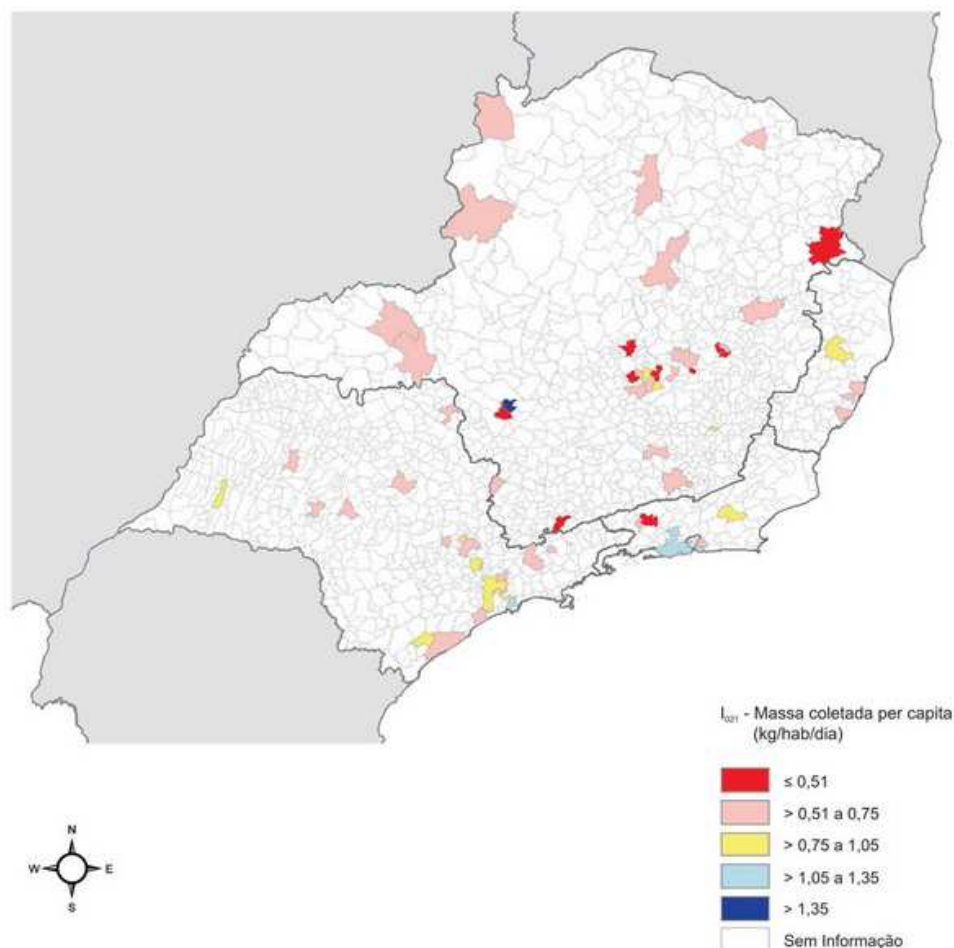 I₀₂₁ - Massa coletada per capita
(kg/hab/dia)
≤ 0,51
> 0,51 a 0,75
> 0,75 a 1,05
> 1,05 a 1,35
> 1,35
Sem Informação
N
W E
S